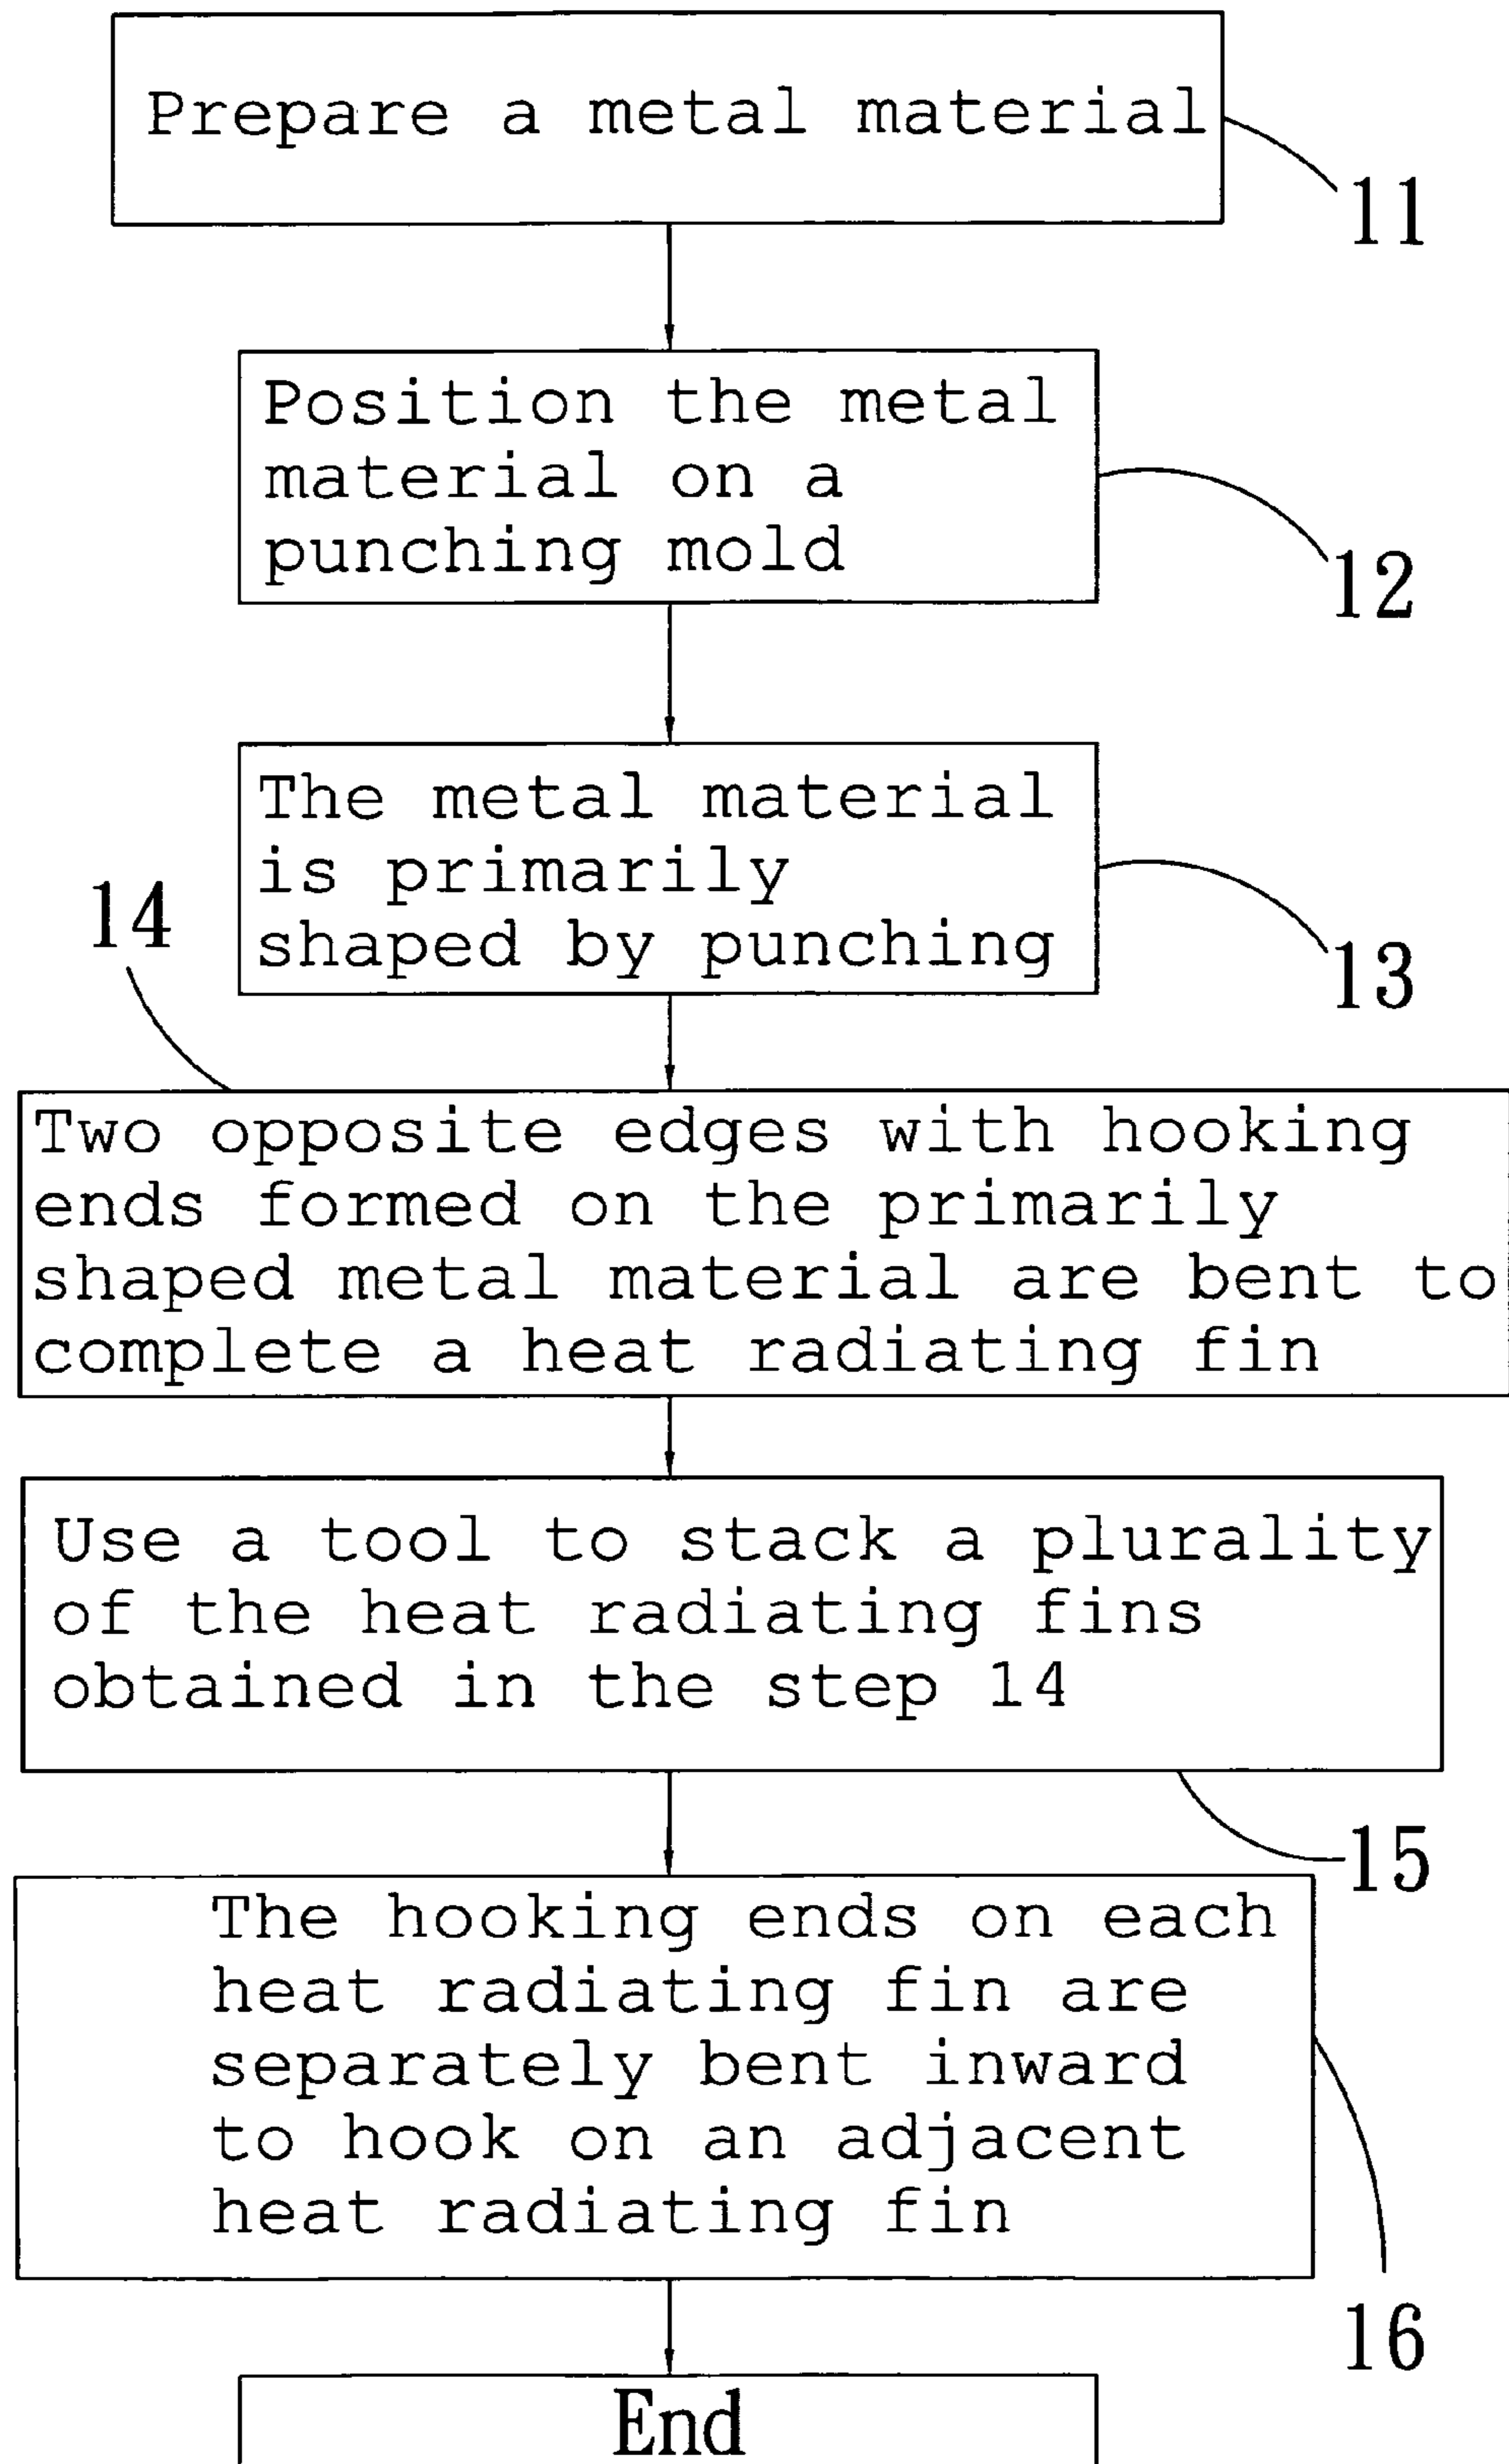 Prepare a metal material
11
Position the metal
material on a
punching mold
12
The metal material
is primarily
shaped by punching
13
14
Two opposite edges with hooking
ends formed on the primarily
shaped metal material are bent to
complete a heat radiating fin
Use a tool to stack a plurality
of the heat radiating fins
obtained in the step 14
15
The hooking ends on each
heat radiating fin are
separately bent inward
to hook on an adjacent
heat radiating fin
16
End